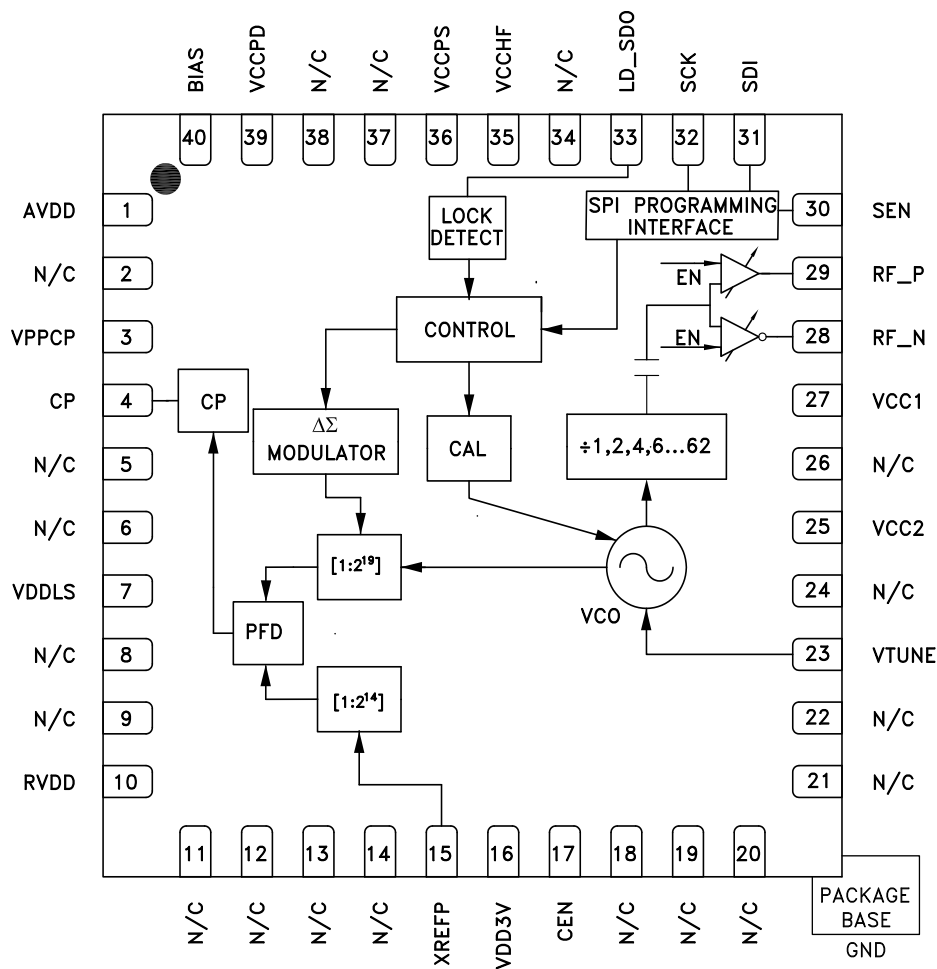 BIAS
VCCPD
N/C
N/C
VCCPS
VCCHF
N/C
LD_SDO
SCK
SDI
40
39
38
37
36
35
34
33
32
31
AVDD
1
N/C
2
VPPCP
3
CP
4
N/C
5
N/C
6
VDDLS
7
N/C
8
N/C
9
RVDD
10
LOCK
DETECT
SPI PROGRAMMING
INTERFACE
CONTROL
EN
EN
CP
ΔΣ
MODULATOR
CAL
÷1,2,4,6...62
[1:2¹⁹]
VCO
PFD
[1:2¹⁴]
30
SEN
29
RF_P
28
RF_N
27
VCC1
26
N/C
25
VCC2
24
N/C
23
VTUNE
22
N/C
21
N/C
11
12
13
14
15
16
17
18
19
20
N/C
N/C
N/C
N/C
XREFP
VDD3V
CEN
N/C
N/C
N/C
PACKAGE
BASE
GND